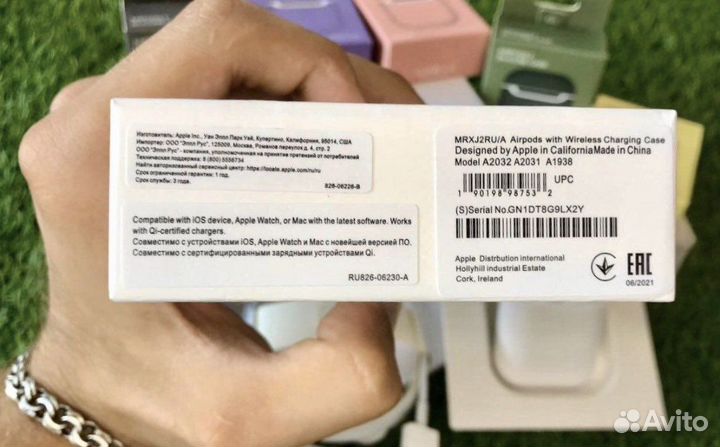 Изготовитель: Apple Inc., Уан Эппл Парк Уэй, Купертино, Калифорния, 95014, США
Импортер: ООО "Эппл Рус", 125009, Москва, Романов переулок д. 4, стр. 2
ООО "Эппл Рус" - компания, уполномоченная на принятие претензий от потребителей
Техническая поддержка: 8 (800) 5556734
Найти авторизованный сервисный центр: https://locate.apple.com/ru/ru
Срок ограниченной гарантии: 1 год.
Срок службы: 3 года.
826-06226-B
Compatible with iOS device, Apple Watch, or Mac with the latest software. Works
with Qi-certified chargers.
Совместимо с устройствами iOS, Apple Watch и Mac с новейшей версией ПО.
Совместимо с сертифицированными зарядными устройствами Qi.
RU826-06230-A
MRXJ2RU/A Airpods with Wireless Charging Case
Designed by Apple in CaliforniaMade in China
Model A2032 A2031 A1938
1 90198 98753 2
UPC
(S)Serial No.GN1DT8G9LX2Y
Apple Distrbution international
Hollyhill industrial Estate
Cork, Ireland
EAC
06/2021
Avito